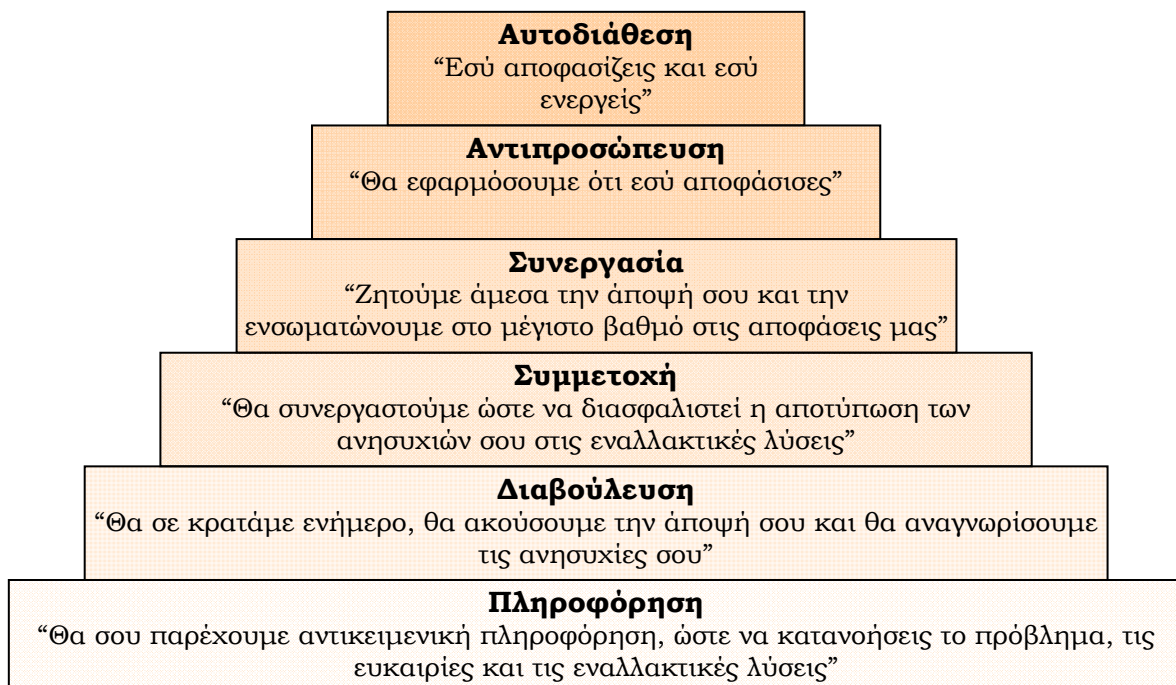 Αυτοδιάθεση
“Εσύ αποφασίζεις και εσύ
ενεργείς”
Αντιπροσώπευση
“Θα εφαρμόσουμε ότι εσύ αποφάσισες”
Συνεργασία
“Ζητούμε άμεσα την άποψή σου και την
ενσωματώνουμε στο μέγιστο βαθμό στις αποφάσεις μας”
Συμμετοχή
“Θα συνεργαστούμε ώστε να διασφαλιστεί η αποτύπωση των
ανησυχιών σου στις εναλλακτικές λύσεις”
Διαβούλευση
“Θα σε κρατάμε ενήμερο, θα ακούσουμε την άποψή σου και θα αναγνωρίσουμε
τις ανησυχίες σου”
Πληροφόρηση
“Θα σου παρέχουμε αντικειμενική πληροφόρηση, ώστε να κατανοήσεις το πρόβλημα, τις
ευκαιρίες και τις εναλλακτικές λύσεις”